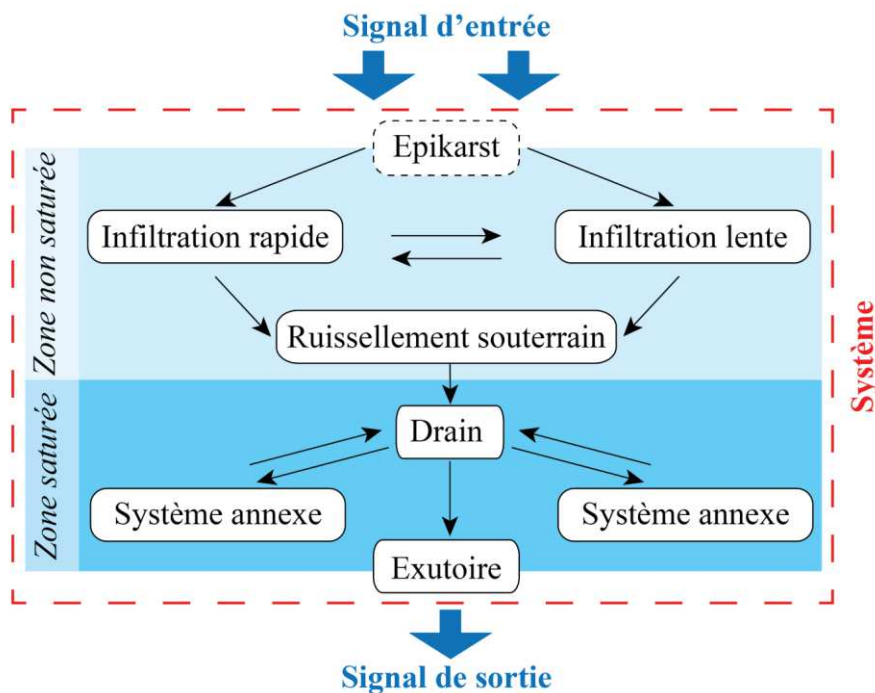 Signal d’entrée
Epikarst
Zone non saturée
Infiltration rapide
Infiltration lente
Ruissellement souterrain
Système
Zone saturée
Drain
Système annexe
Système annexe
Exutoire
Signal de sortie